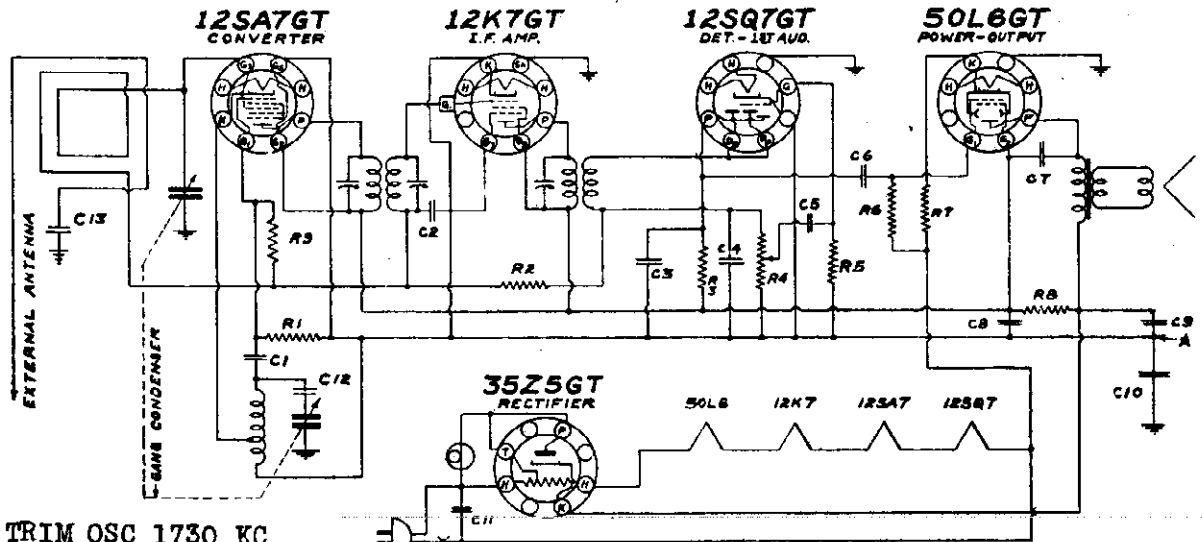 12SA7GT
CONVERTER
12K7GT
I.F. AMP.
12SQ7GT
DET.-1ST AUD.
50L6GT
POWER-OUTPUT
EXTERNAL ANTENNA
C13
GANG CONDENSER
R9
C2
R2
R1
C1
C12
C3
R3
C4
R4
C5
R5
C6
R6
R7
C7
R8
C8
C9
A
C10
35Z5GT
RECTIFIER
50L6
12K7
12SA7
12SQ7
C11
TRIM OSC 1730 KC